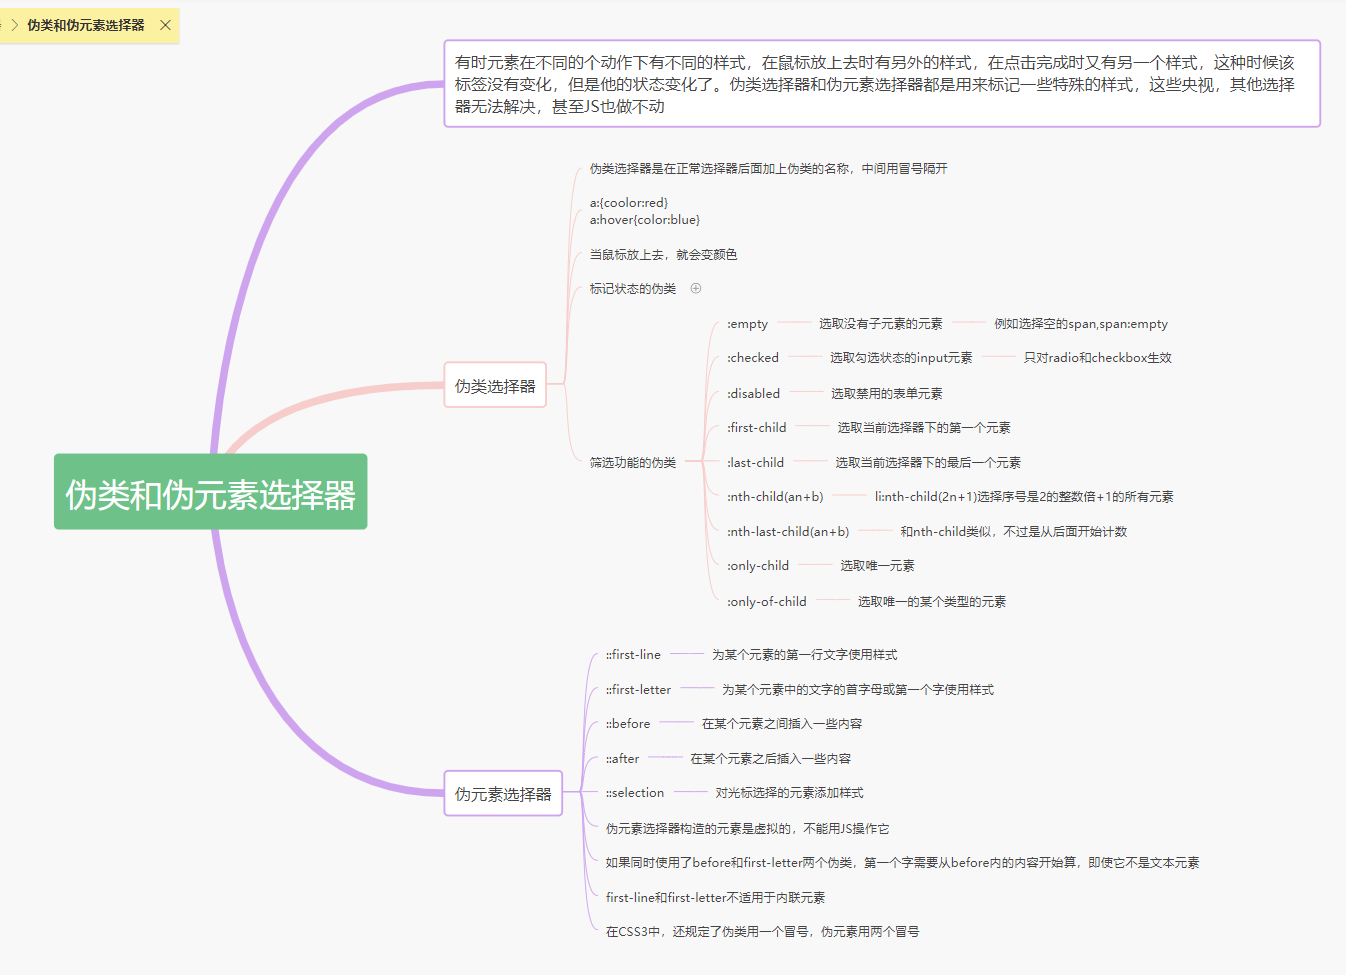 伪类和伪元素选择器
有时元素在不同的个动作下有不同的样式，在鼠标放上去时有另外的样式，在点击完成时又有另一个样式，这种时候该
标签没有变化，但是他的状态变化了。伪类选择器和伪元素选择器都是用来标记一些特殊的样式，这些央视，其他选择
器无法解决，甚至JS也做不动
伪类选择器是在正常选择器后面加上伪类的名称，中间用冒号隔开
a:{coolor:red}
a:hover{color:blue}
当鼠标放上去，就会变颜色
标记状态的伪类
:empty 选取没有子元素的元素 例如选择空的span,span:empty
:checked 选取勾选状态的input元素 只对radio和checkbox生效
伪类选择器
:disabled 选取禁用的表单元素
:first-child 选取当前选择器下的第一个元素
筛选功能的伪类
:last-child 选取当前选择器下的最后一个元素
伪类和伪元素选择器
:nth-child(an+b) li:nth-child(2n+1)选择序号是2的整数倍+1的所有元素
:nth-last-child(an+b) 和nth-child类似，不过是从后面开始计数
:only-child 选取唯一元素
:only-of-child 选取唯一的某个类型的元素
::first-line 为某个元素的第一行文字使用样式
::first-letter 为某个元素中的文字的首字母或第一个字使用样式
::before 在某个元素之间插入一些内容
::after 在某个元素之后插入一些内容
伪元素选择器
::selection 对光标选择的元素添加样式
伪元素选择器构造的元素是虚拟的，不能用JS操作它
如果同时使用了before和first-letter两个伪类，第一个字需要从before内的内容开始算，即使它不是文本元素
first-line和first-letter不适用于内联元素
在CSS3中，还规定了伪类用一个冒号，伪元素用两个冒号